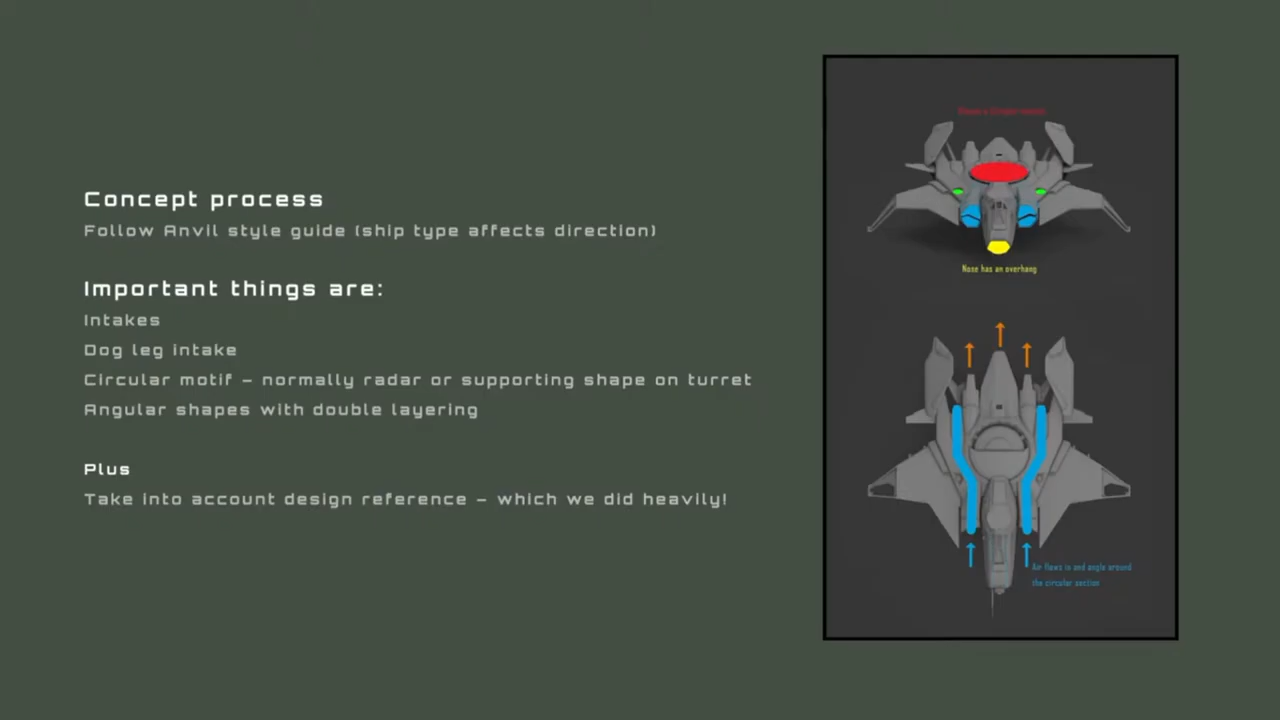 Concept process
Follow Anvil style guide (ship type affects direction)
Important things are:
Intakes
Dog leg intake
Circular motif – normally radar or supporting shape on turret
Angular shapes with double layering
Plus
Take into account design reference – which we did heavily!
Nose has an overhang
Air flows in and angle around
the circular section